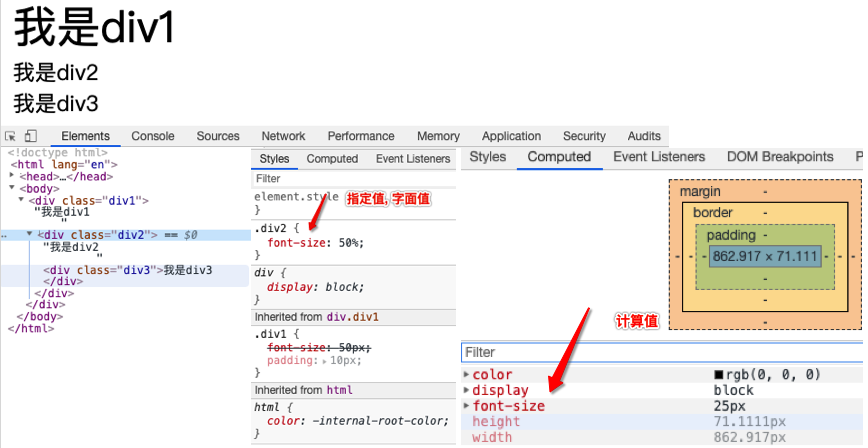 我是div1
我是div2
我是div3
Elements Console Sources Network Performance Memory Application Security Audits
<!doctype html>
<html lang="en">
<head>…</head>
<body>
<div class="div1">
"我是div1
"
… <div class="div2"> == $0
"我是div2
"
<div class="div3">我是div3
</div>
</div>
</div>
</body>
</html>
Styles Computed Event Listeners
Filter
element.style
}
指定值, 字面值
.div2 {
font-size: 50%;
}
div {
display: block;
}
Inherited from div.div1
.div1 {
font-size: 50px;
padding: 10px;
}
Inherited from html
html {
color: -internal-root-color;
}
Styles Computed Event Listeners DOM Breakpoints P
margin -
border -
padding -
- - - 862.917 × 71.111 - - -
-
-
-
计算值
Filter
color rgb(0, 0, 0)
display block
font-size 25px
height 71.1111px
width 862.917px